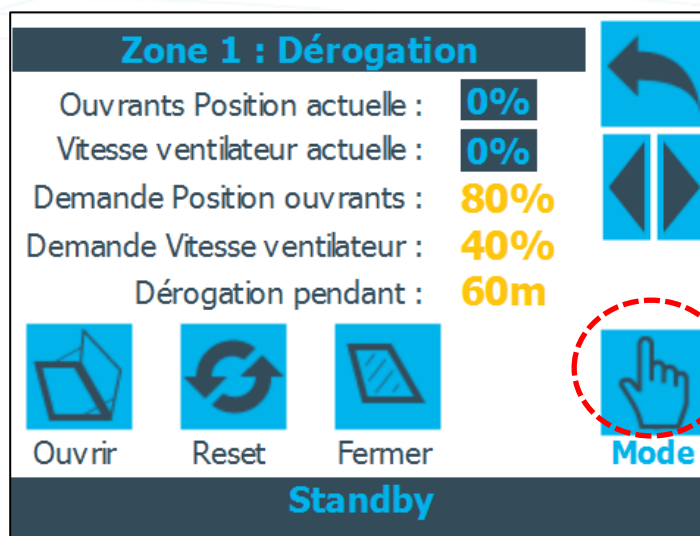 Zone 1 : Dérogation
Ouvrants Position actuelle : 0%
Vitesse ventilateur actuelle : 0%
Demande Position ouvrants : 80%
Demande Vitesse ventilateur : 40%
Dérogation pendant : 60m
Ouvrir Reset Fermer Mode
Standby